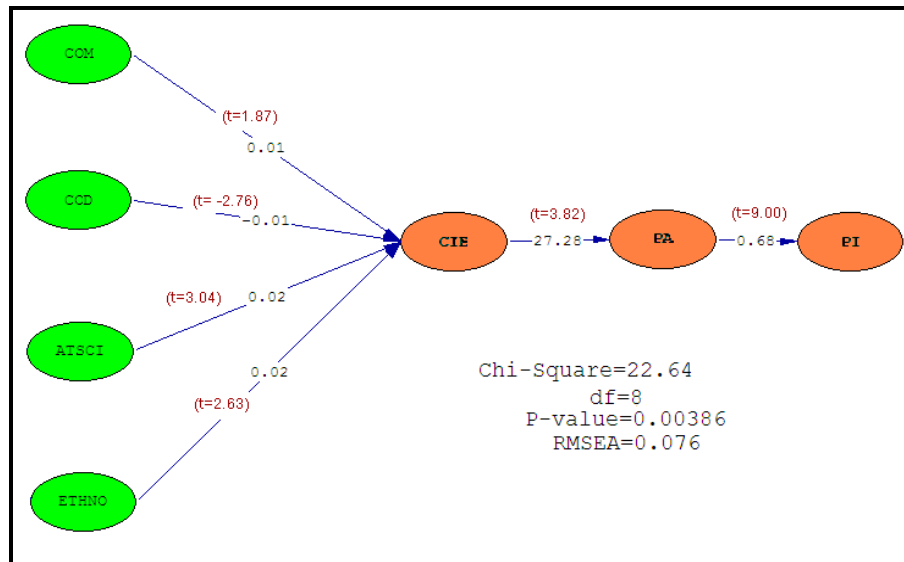 COM
(t=1.87)
0.01
CCD
(t= -2.76)
-0.01
CIE
(t=3.82)
27.28
PA
(t=9.00)
0.68
PI
(t=3.04)
0.02
ATSCI
0.02
(t=2.63)
ETHNO
Chi-Square=22.64
df=8
P-value=0.00386
RMSEA=0.076